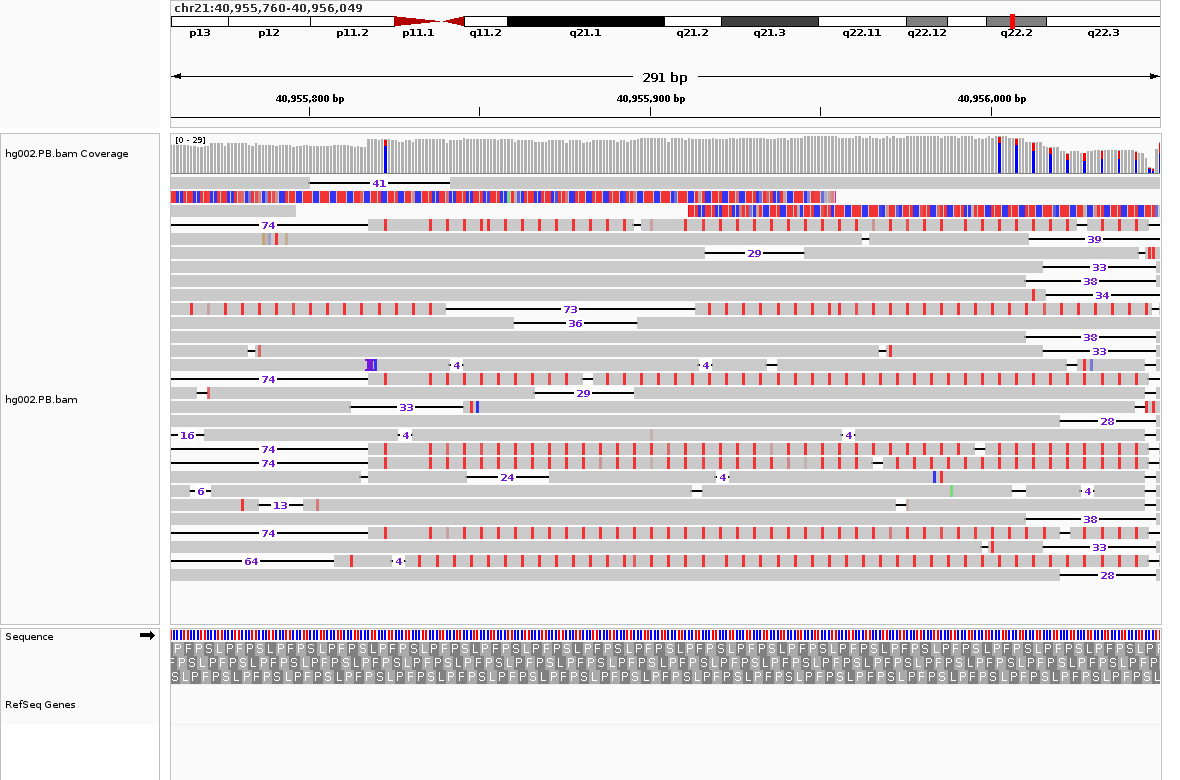 chr21:40,955,760-40,956,049
p13 p12 p11.2 p11.1 q11.2 q21.1 q21.2 q21.3 q22.11 q22.12 q22.2 q22.3
291 bp
40,955,800 bp 40,955,900 bp 40,956,000 bp
[0 - 29]
hg002.PB.bam Coverage
41
74
39
29
33
38
34
73
36
38
33
4 4
74
29
33
hg002.PB.bam
28
16 4 4
74
74
24 4
6 4
13
38
74
33
64 4
28
Sequence
RefSeq Genes